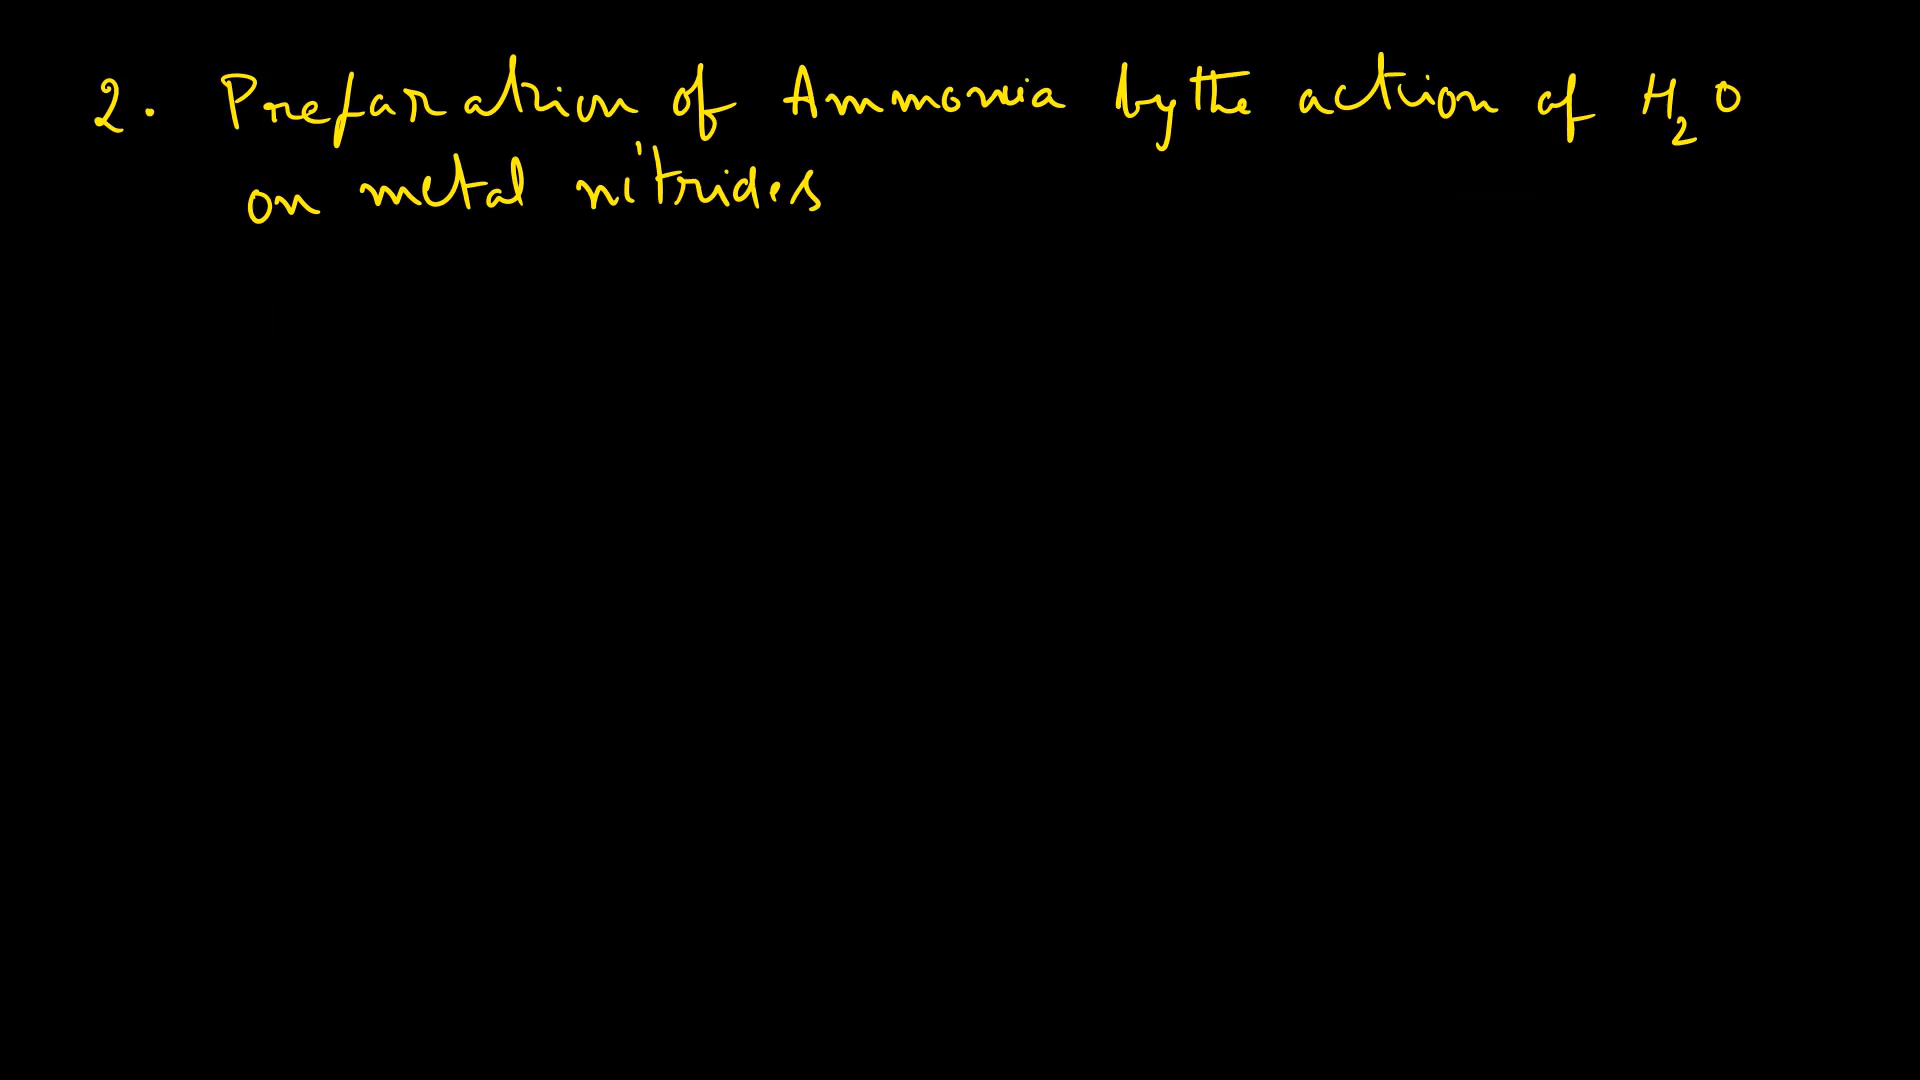 2. Preparation of Ammonia by the action of H₂O
on metal nitrides